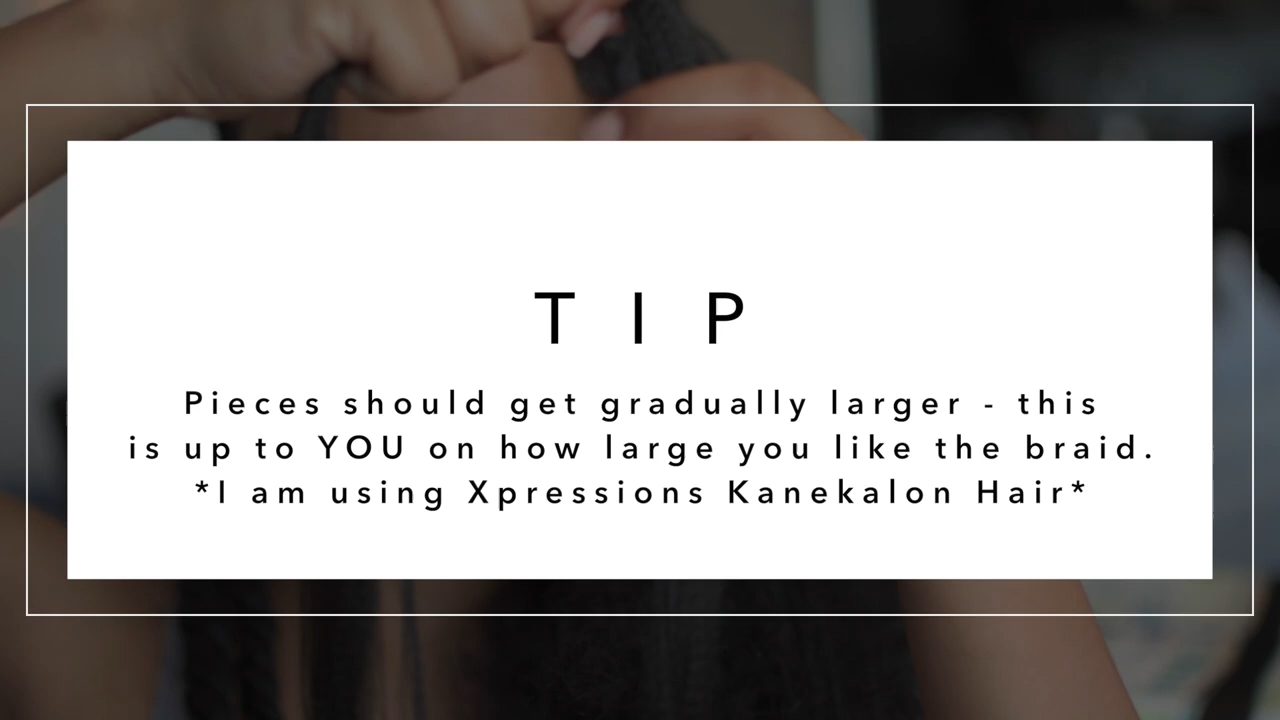 TIP
Pieces should get gradually larger - this
is up to YOU on how large you like the braid.
*I am using Xpressions Kanekalon Hair*